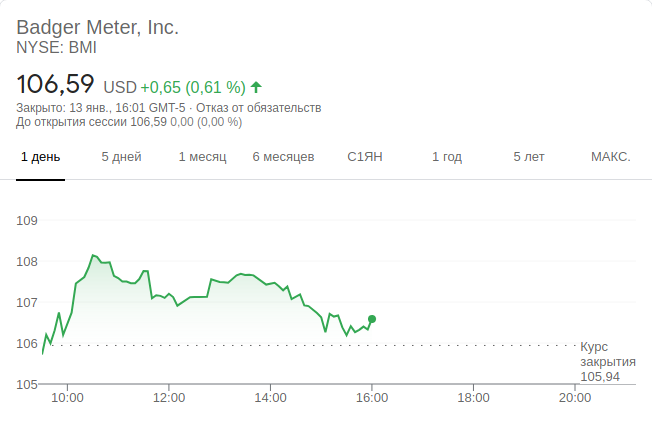 Badger Meter, Inc.
NYSE: BMI
106,59 USD +0,65 (0,61 %)
Закрыто: 13 янв., 16:01 GMT-5 · Отказ от обязательств
До открытия сессии 106,59 0,00 (0,00 %)
1 день 5 дней 1 месяц 6 месяцев С1ЯН 1 год 5 лет МАКС.
109
108
107
106
Курс
закрытия
105,94
105
10:00 12:00 14:00 16:00 18:00 20:00